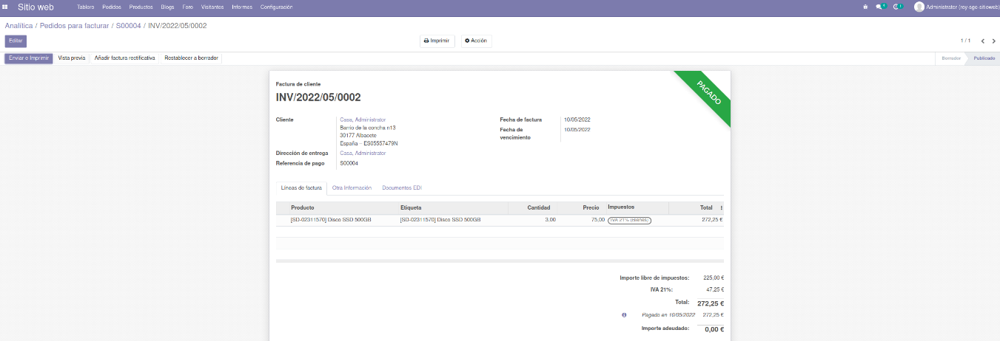 Sitio web Tablero Pedidos Productos Blogs Foro Visitantes Informes Configuración 4 1 Administrator (roy-sge-sitioweb)
Analítica / Pedidos para facturar / S00004 / INV/2022/05/0002
Editar Imprimir Acción 1 / 1
Enviar e Imprimir Vista previa Añadir factura rectificativa Restablecer a borrador Borrador Publicado
PAGADO
Factura de cliente
INV/2022/05/0002
Cliente Casa, Administrator Fecha de factura 10/05/2022
Barrio de la concha n13 Fecha de vencimiento 10/05/2022
30177 Albacete
España – ES05557479N
Dirección de entrega Casa, Administrator
Referencia de pago S00004
Líneas de factura Otra Información Documentos EDI
Producto Etiqueta Cantidad Precio Impuestos Total
[SD-02311570] Disco SSD 500GB [SD-02311570] Disco SSD 500GB 3,00 75,00 IVA 21% (Bienes) 272,25 €
Importe libre de impuestos: 225,00 €
IVA 21%: 47,25 €
Total: 272,25 €
Pagado en 10/05/2022 272,25 €
Importe adeudado: 0,00 €